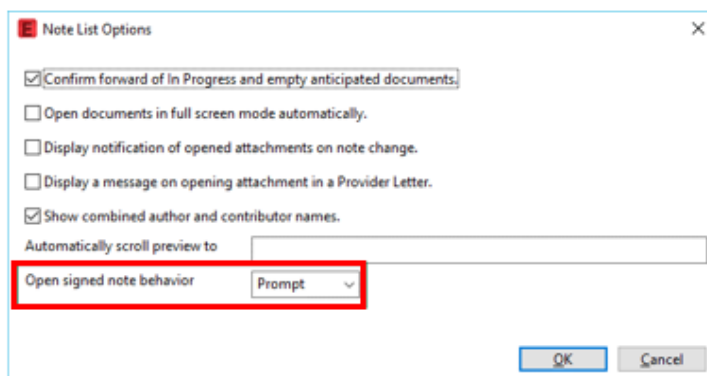 E Note List Options
Confirm forward of In Progress and empty anticipated documents.
Open documents in full screen mode automatically.
Display notification of opened attachments on note change.
Display a message on opening attachment in a Provider Letter.
Show combined author and contributor names.
Automatically scroll preview to
Open signed note behavior Prompt
OK Cancel